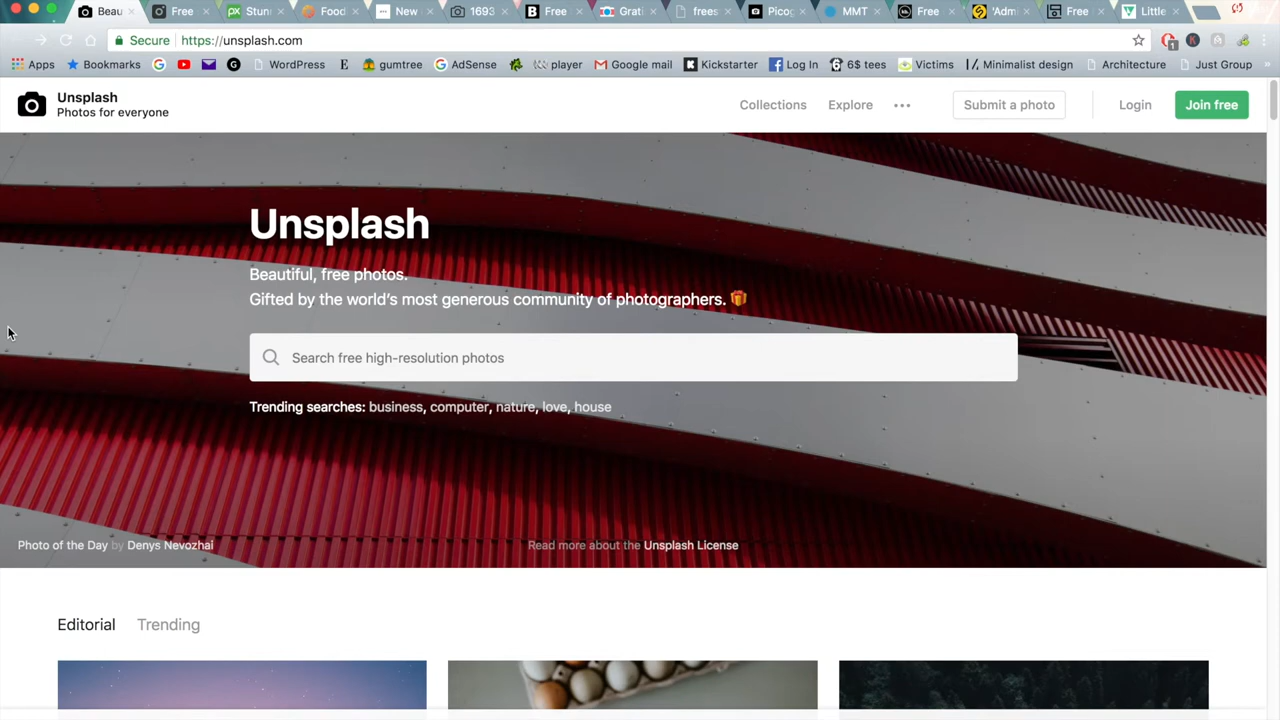 Beau
Free
Stun
Food
New
1693
Free
Grati
frees
Picog
MMT
Free
'Adm
Free
Little
Secure
https://unsplash.com
Apps
Bookmarks
WordPress
gumtree
AdSense
player
Google mail
Kickstarter
Log In
6$ tees
Victims
Minimalist design
Architecture
Just Group
»
Unsplash
Photos for everyone
Collections
Explore
Submit a photo
Login
Join free
Unsplash
Beautiful, free photos.
Gifted by the world's most generous community of photographers. 🎁
Search free high-resolution photos
Trending searches: business, computer, nature, love, house
Photo of the Day by Denys Nevozhai
Read more about the Unsplash License
Editorial
Trending